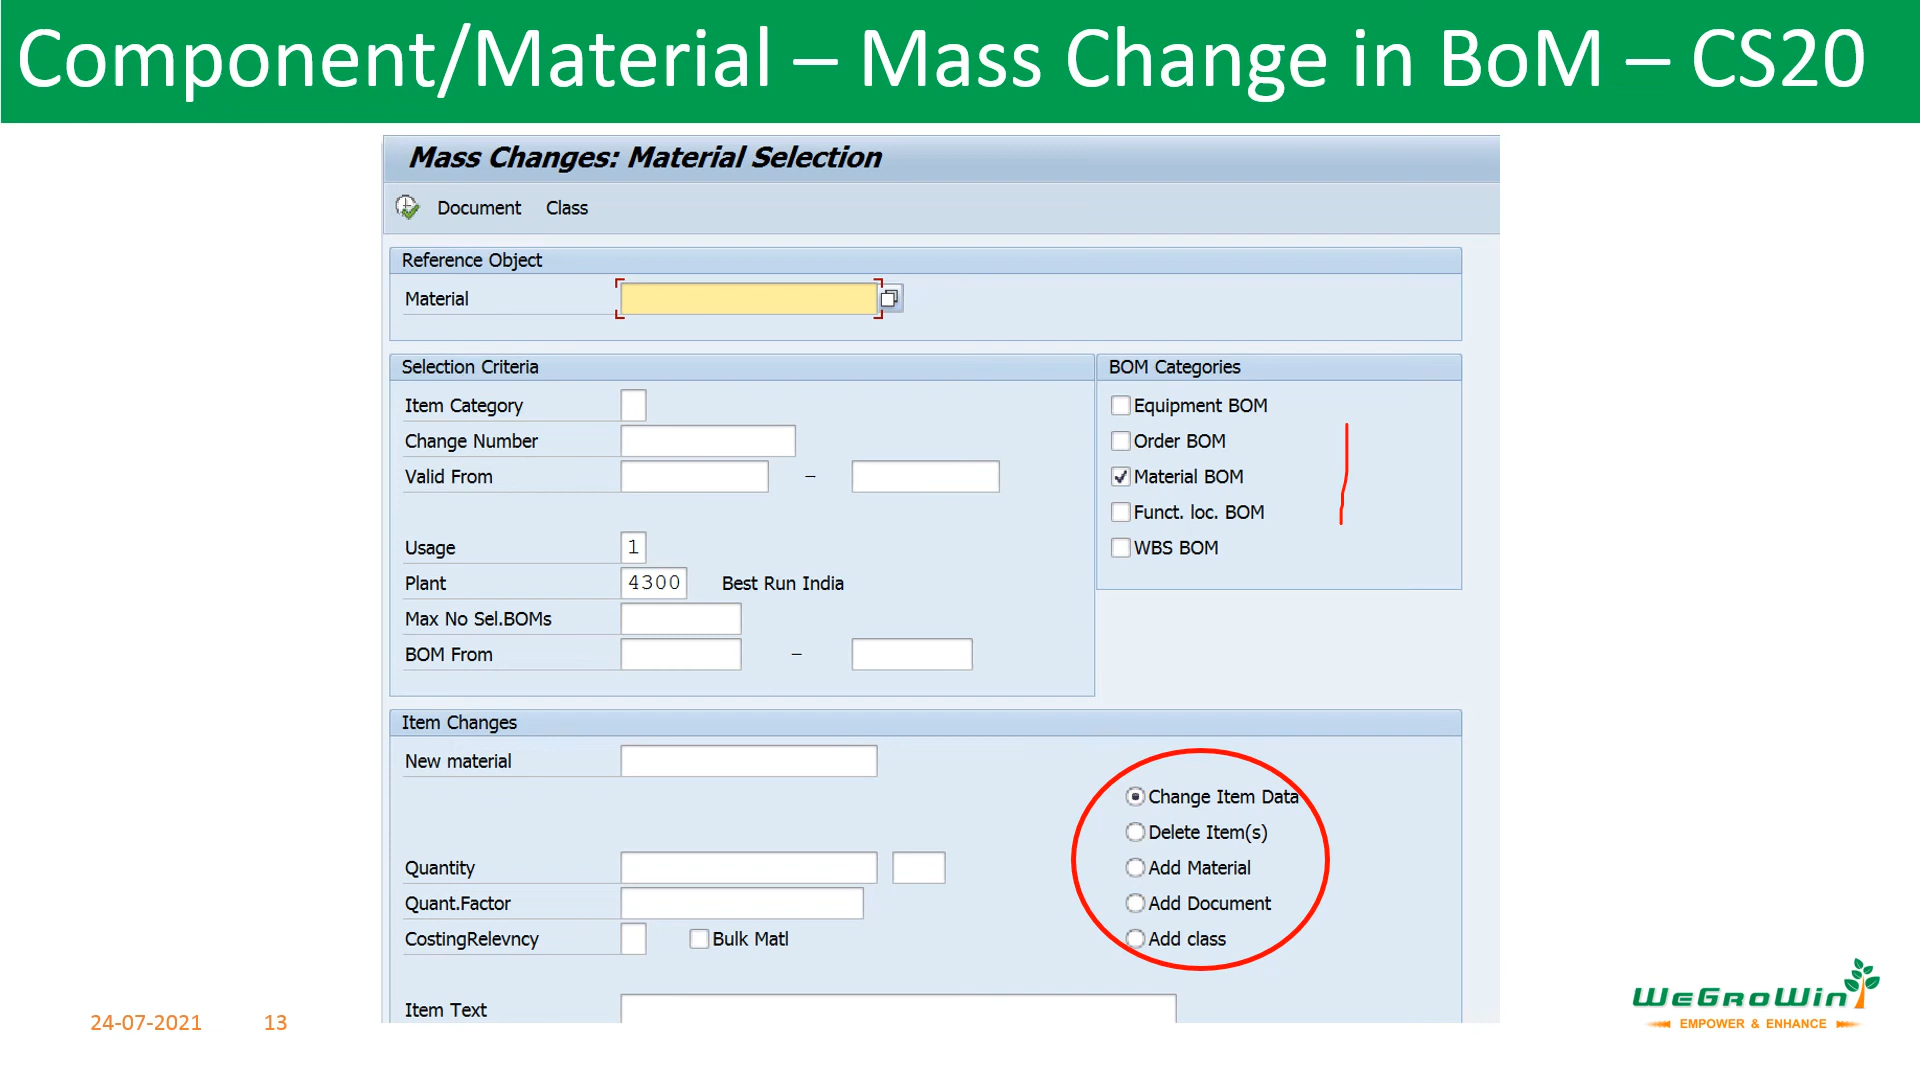 Component/Material – Mass Change in BoM – CS20
Mass Changes: Material Selection
Document Class
Reference Object
Material
Selection Criteria
Item Category
Change Number
Valid From –
Usage 1
Plant 4300 Best Run India
Max No Sel.BOMs
BOM From –
BOM Categories
Equipment BOM
Order BOM
Material BOM
Funct. loc. BOM
WBS BOM
Item Changes
New material
Change Item Data
Delete Item(s)
Quantity
Add Material
Quant.Factor
Add Document
CostingRelevncy
Bulk Matl
Add class
Item Text
24-07-2021 13
WeGroWin
EMPOWER & ENHANCE